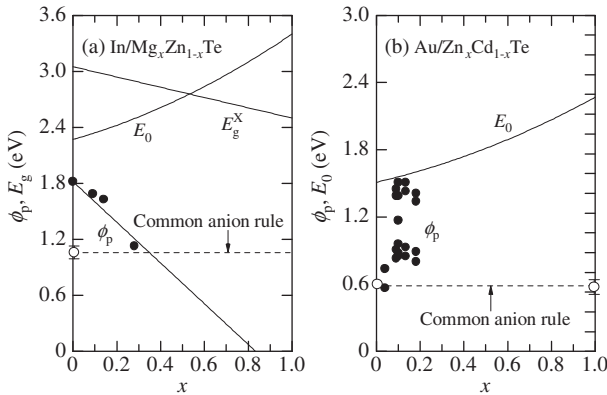 (a) In/MgₓZn₁₋ₓTe
3.6
3.0
2.4
1.8
1.2
0.6
0
ϕp, Eg (eV)
E₀
EgX
Common anion rule
ϕp
0 0.2 0.4 0.6 0.8 1.0
x
(b) Au/ZnₓCd₁₋ₓTe
3.0
2.4
1.8
1.2
0.6
0
ϕp, E₀ (eV)
E₀
ϕp
Common anion rule
0 0.2 0.4 0.6 0.8 1.0
x